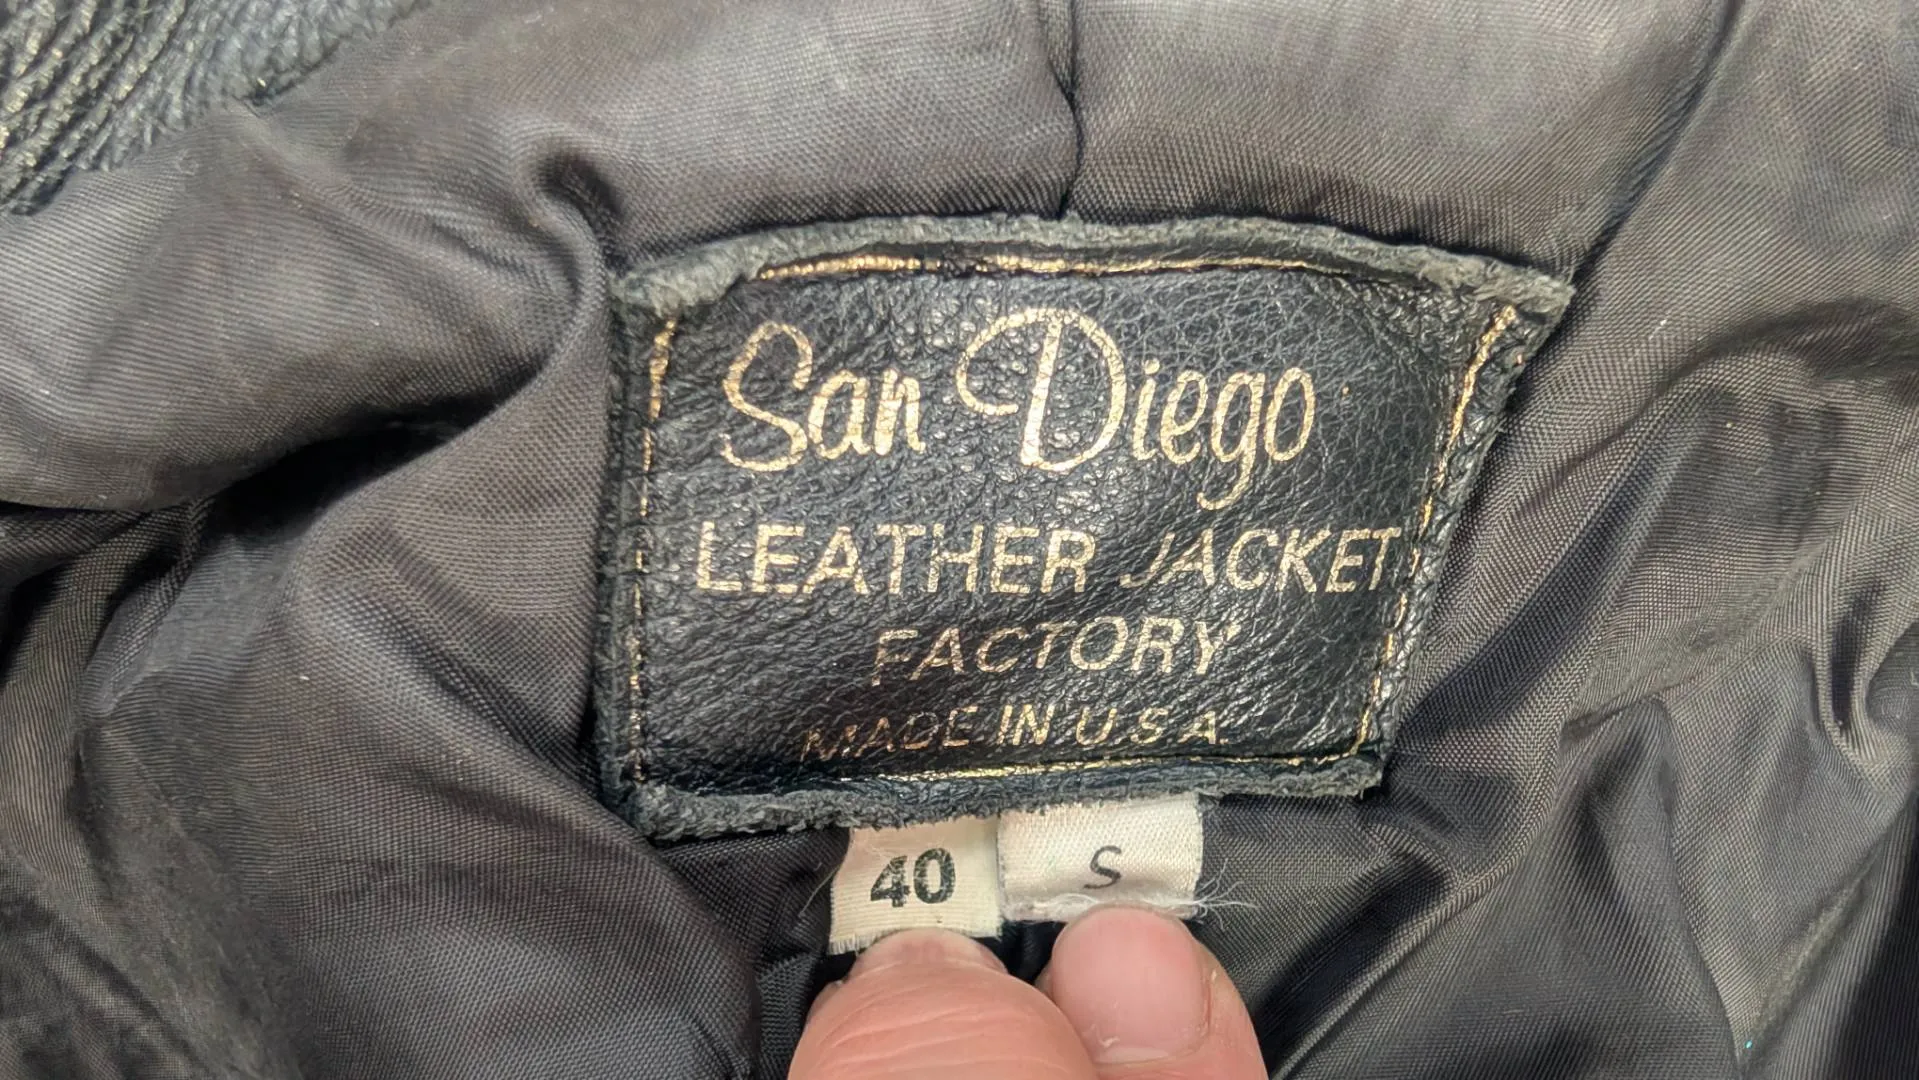 San Diego
LEATHER JACKET
FACTORY
MADE IN U S A.
40 S